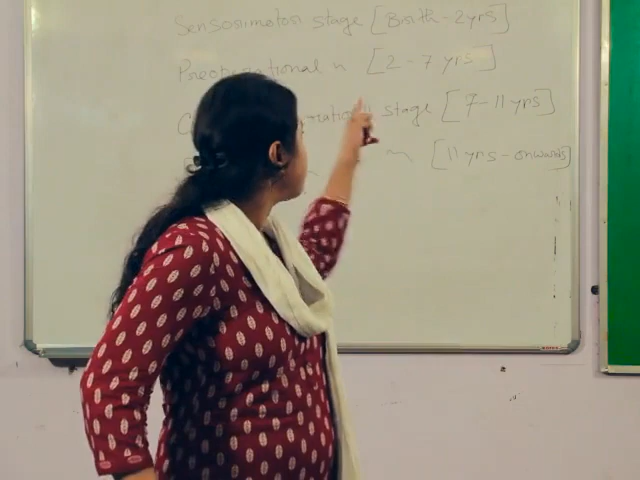 Sensorimotor stage [Birth - 2yrs]
Preoperational " [2 - 7 yrs]
stage [7 - 11 yrs]
[11 yrs - onwards]